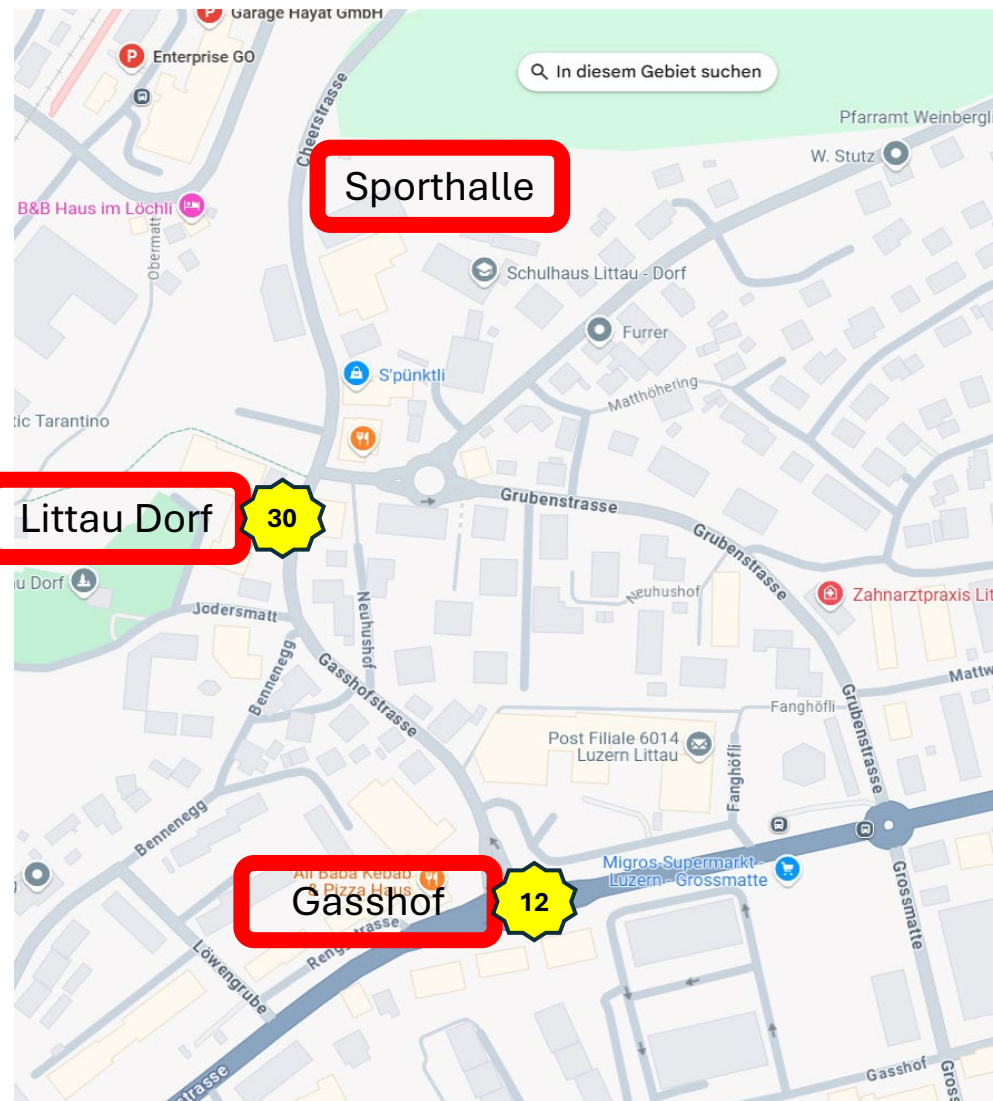 Garage Hayat GmbH
P
Enterprise GO
P
In diesem Gebiet suchen
Cheerstrasse
Pfarramt Weinbergli
W. Stutz
Sporthalle
B&B Haus im Löchli
Obermatt
Schulhaus Littau - Dorf
Furrer
S'pünktli
Matthöhering
tic Tarantino
Grubenstrasse
Littau Dorf
30
Grubenstrasse
u Dorf
Neuhushof
Zahnarztpraxis Lit
Jodersmatt
Neuhushof
Bennenegg
Gasshofstrasse
Mattw
Grubenstrasse
Fanghöfli
Post Filiale 6014
Luzern Littau
Fanghöfli
Bennenegg
Migros-Supermarkt -
Luzern - Grossmatte
Ali Baba Kebab
& Pizza Haus
Gasshof
12
Grossmatte
Löwengrube
strasse
Gasshof
Gross